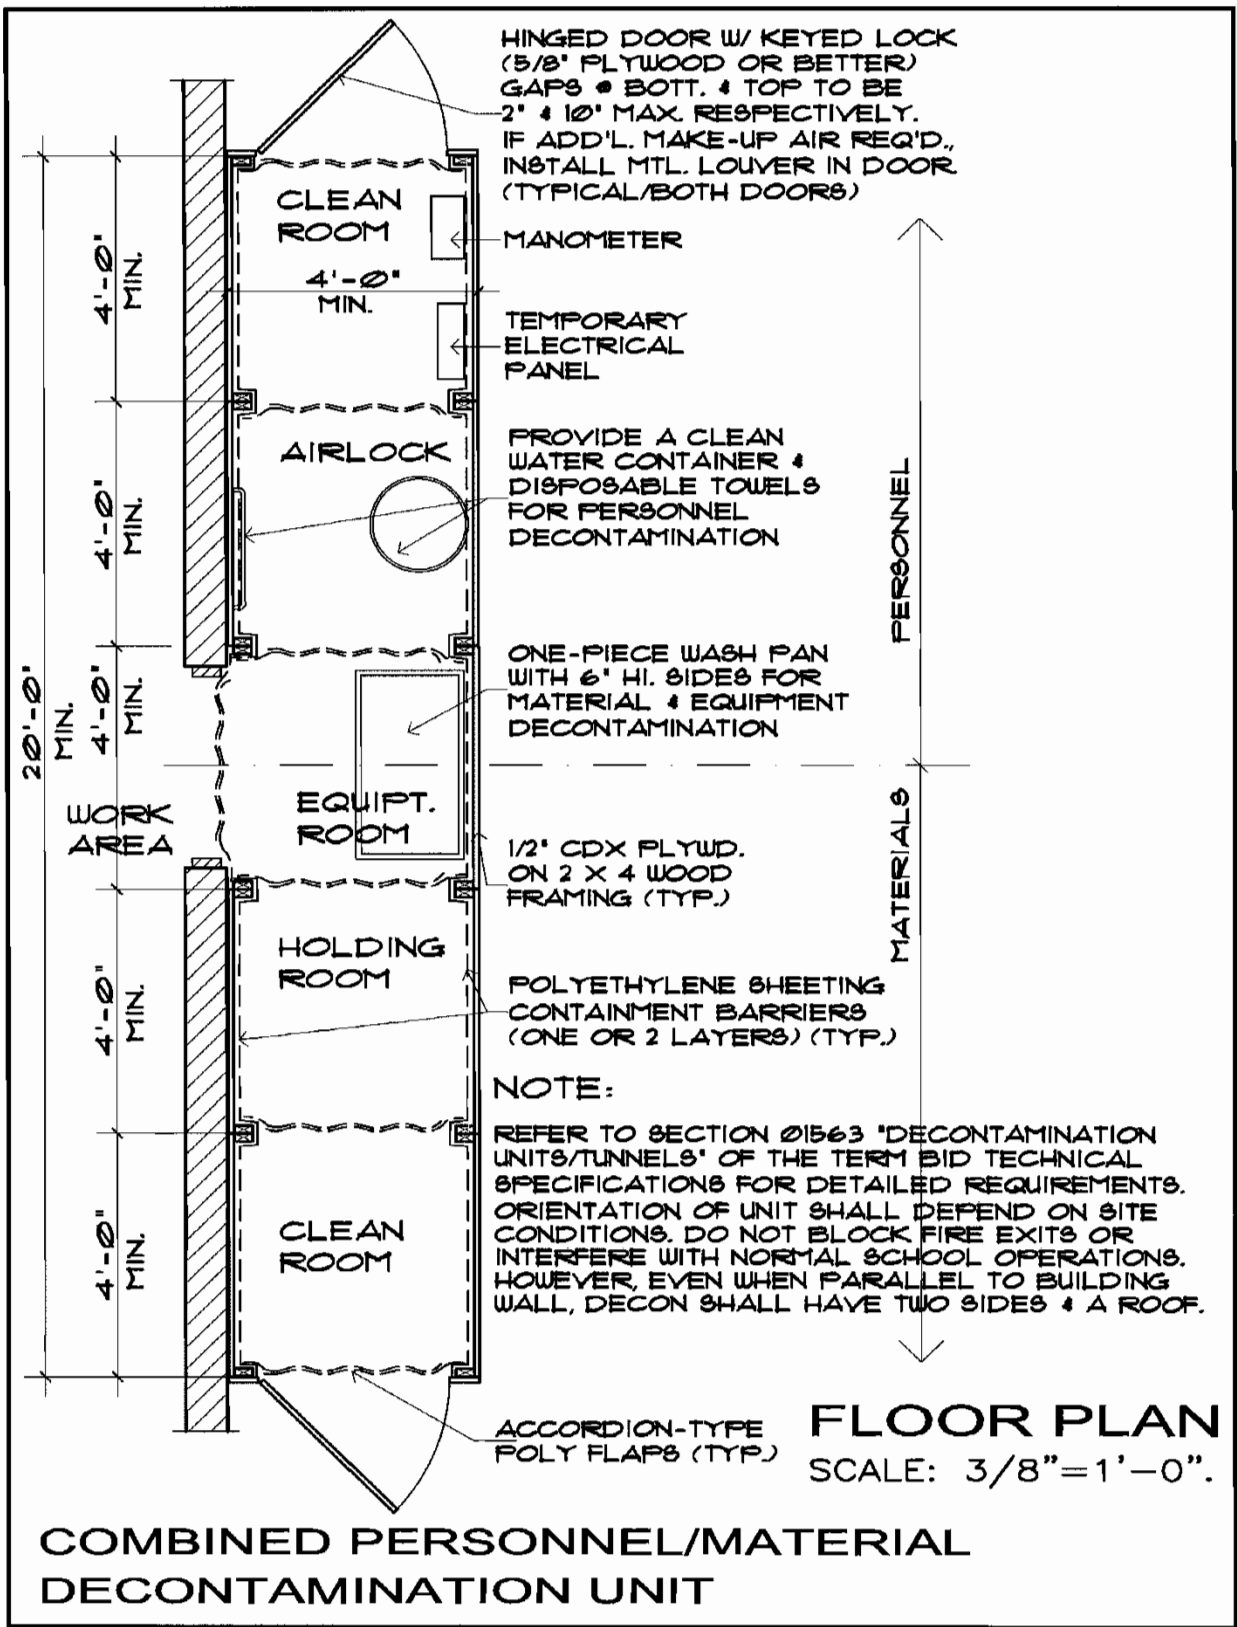 HINGED DOOR W/ KEYED LOCK
(5/8" PLYWOOD OR BETTER)
GAPS @ BOTT. & TOP TO BE
2" & 10" MAX. RESPECTIVELY.
IF ADD'L. MAKE-UP AIR REQ'D.,
INSTALL MTL. LOUVER IN DOOR
(TYPICAL/BOTH DOORS)
CLEAN
ROOM
MANOMETER
4'-0"
MIN.
4'-0"
MIN.
TEMPORARY
ELECTRICAL
PANEL
AIRLOCK
PROVIDE A CLEAN
WATER CONTAINER &
DISPOSABLE TOWELS
FOR PERSONNEL
DECONTAMINATION
4'-0"
MIN.
PERSONNEL
ONE-PIECE WASH PAN
WITH 6" HI. SIDES FOR
MATERIAL & EQUIPMENT
DECONTAMINATION
20'-0"
MIN.
4'-0"
MIN.
WORK
AREA
EQUIPT.
ROOM
1/2" CDX PLYWD.
ON 2 X 4 WOOD
FRAMING (TYP.)
MATERIALS
HOLDING
ROOM
4'-0"
MIN.
POLYETHYLENE SHEETING
CONTAINMENT BARRIERS
(ONE OR 2 LAYERS) (TYP.)
NOTE:
REFER TO SECTION 01563 "DECONTAMINATION
UNITS/TUNNELS" OF THE TERM BID TECHNICAL
SPECIFICATIONS FOR DETAILED REQUIREMENTS.
ORIENTATION OF UNIT SHALL DEPEND ON SITE
CONDITIONS. DO NOT BLOCK FIRE EXITS OR
INTERFERE WITH NORMAL SCHOOL OPERATIONS.
HOWEVER, EVEN WHEN PARALLEL TO BUILDING
WALL, DECON SHALL HAVE TWO SIDES & A ROOF.
CLEAN
ROOM
4'-0"
MIN.
ACCORDION-TYPE
POLY FLAPS (TYP.)
FLOOR PLAN
SCALE: 3/8"=1'-0".
COMBINED PERSONNEL/MATERIAL
DECONTAMINATION UNIT